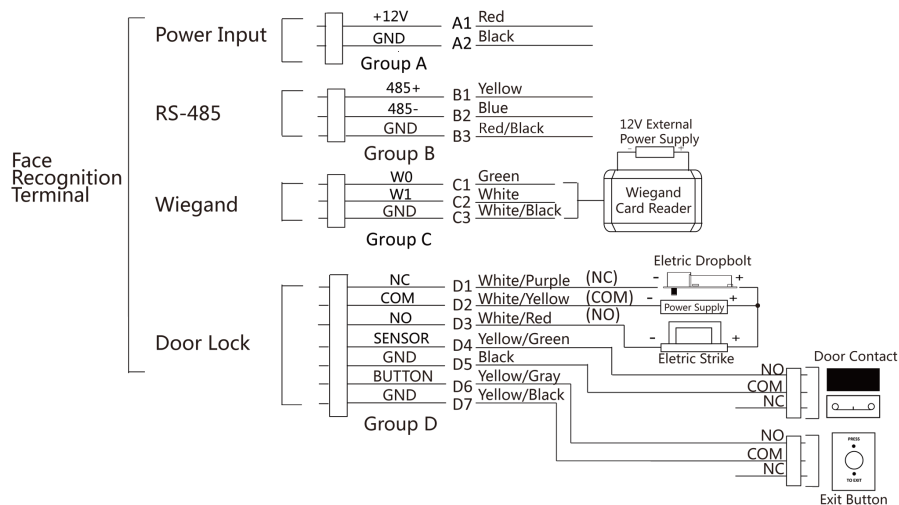 Face
Recognition
Terminal
Power Input
+12V A1 Red
GND A2 Black
Group A
RS-485
485+ B1 Yellow
485- B2 Blue
GND B3 Red/Black
Group B
12V External
Power Supply
- +
Wiegand
W0 C1 Green
W1 C2 White
GND C3 White/Black
Group C
Wiegand
Card Reader
Door Lock
NC D1 White/Purple (NC)
COM D2 White/Yellow (COM)
NO D3 White/Red (NO)
SENSOR D4 Yellow/Green
GND D5 Black
BUTTON D6 Yellow/Gray
GND D7 Yellow/Black
Group D
Eletric Dropbolt
- +
- Power Supply +
- +
Eletric Strike
Door Contact
NO
COM
NC
NO
COM
NC
PRESS
TO EXIT
Exit Button